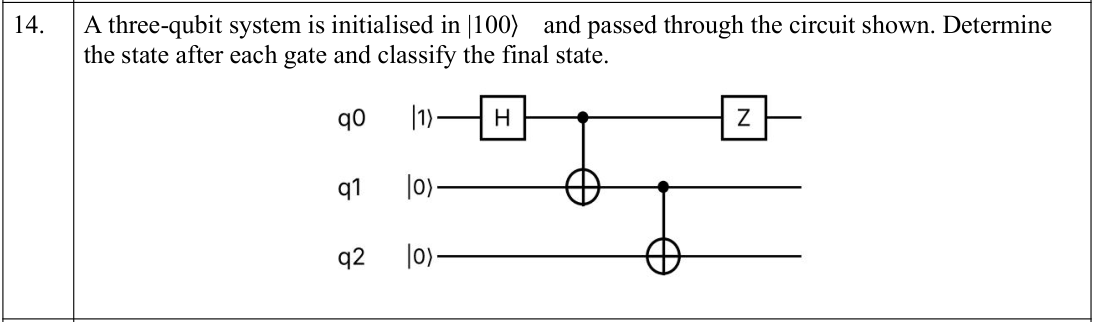 14. A three-qubit system is initialised in |100⟩ and passed through the circuit shown. Determine
the state after each gate and classify the final state.
q0 |1⟩ H Z
q1 |0⟩
q2 |0⟩